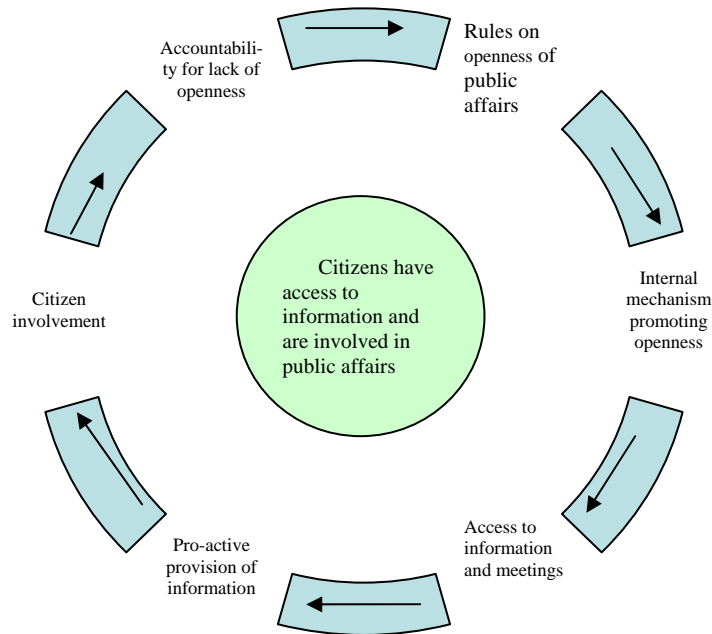 Accountabili-
ty for lack of
openness
Rules on
openness of
public
affairs
Citizens have
access to
information and
are involved in
public affairs
Citizen
involvement
Internal
mechanism
promoting
openness
Pro-active
provision of
information
Access to
information
and meetings